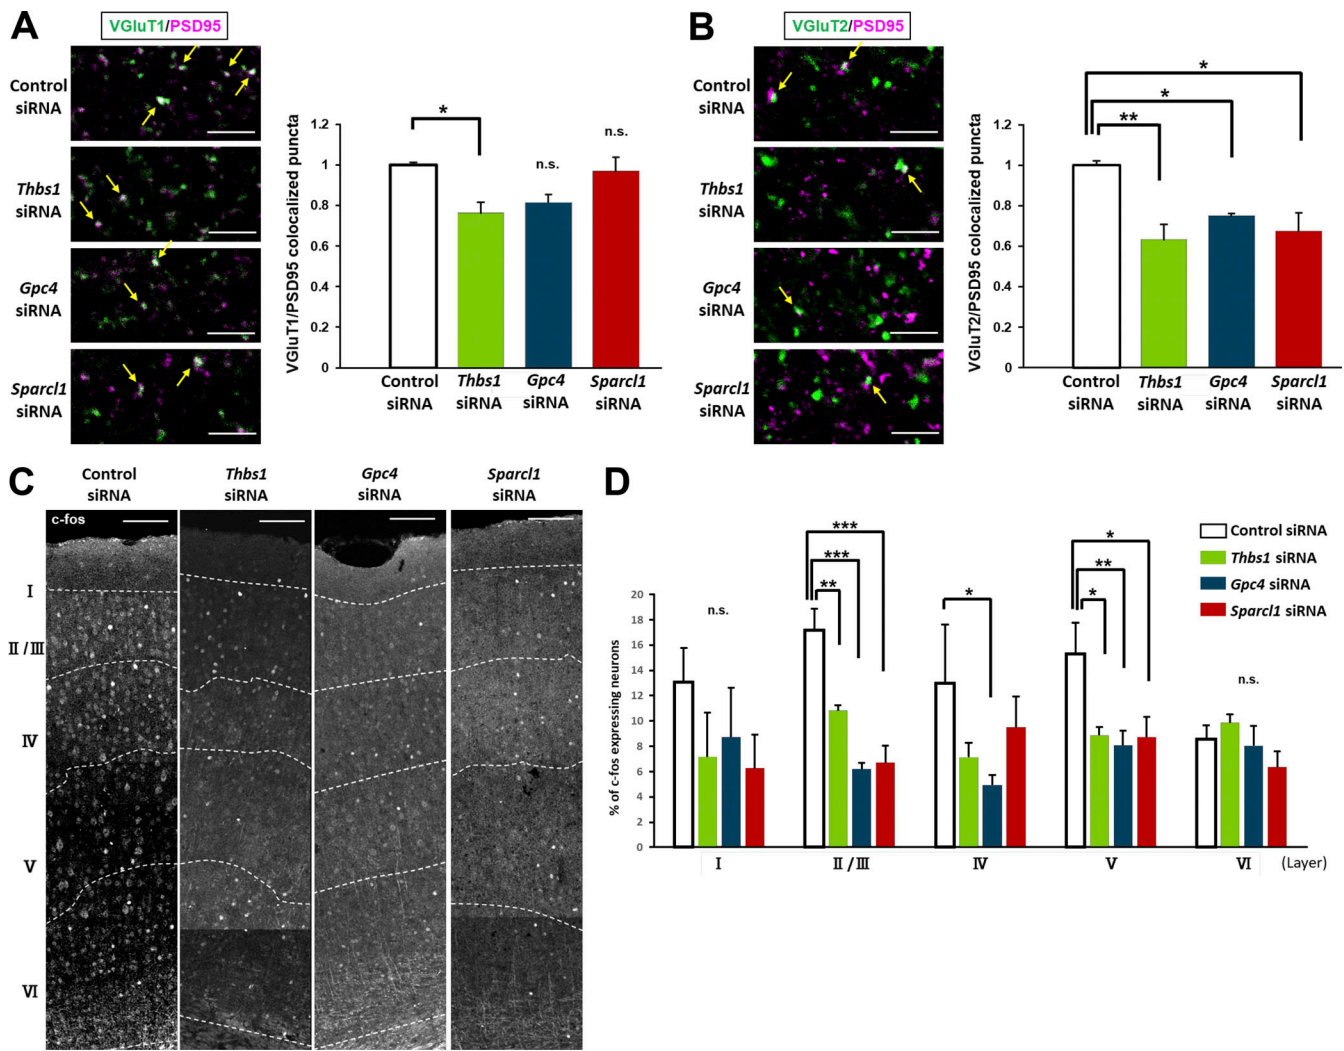 A
VGluT1/PSD95
Control
siRNA
Thbs1
siRNA
Gpc4
siRNA
Sparcl1
siRNA
VGluT1/PSD95 colocalized puncta
1.2
1
0.8
0.6
0.4
0.2
0
*
n.s.
n.s.
Control
siRNA
Thbs1
siRNA
Gpc4
siRNA
Sparcl1
siRNA
B
VGluT2/PSD95
Control
siRNA
Thbs1
siRNA
Gpc4
siRNA
Sparcl1
siRNA
VGluT2/PSD95 colocalized puncta
1.2
1
0.8
0.6
0.4
0.2
0
*
*
**
Control
siRNA
Thbs1
siRNA
Gpc4
siRNA
Sparcl1
siRNA
C
Control
siRNA
Thbs1
siRNA
Gpc4
siRNA
Sparcl1
siRNA
c-fos
I
II / III
IV
V
VI
D
Control siRNA
Thbs1 siRNA
Gpc4 siRNA
Sparcl1 siRNA
% of c-fos expressing neurons
20
18
16
14
12
10
8
6
4
2
0
n.s.
***
***
**
*
*
**
*
n.s.
I II / III IV V VI (Layer)